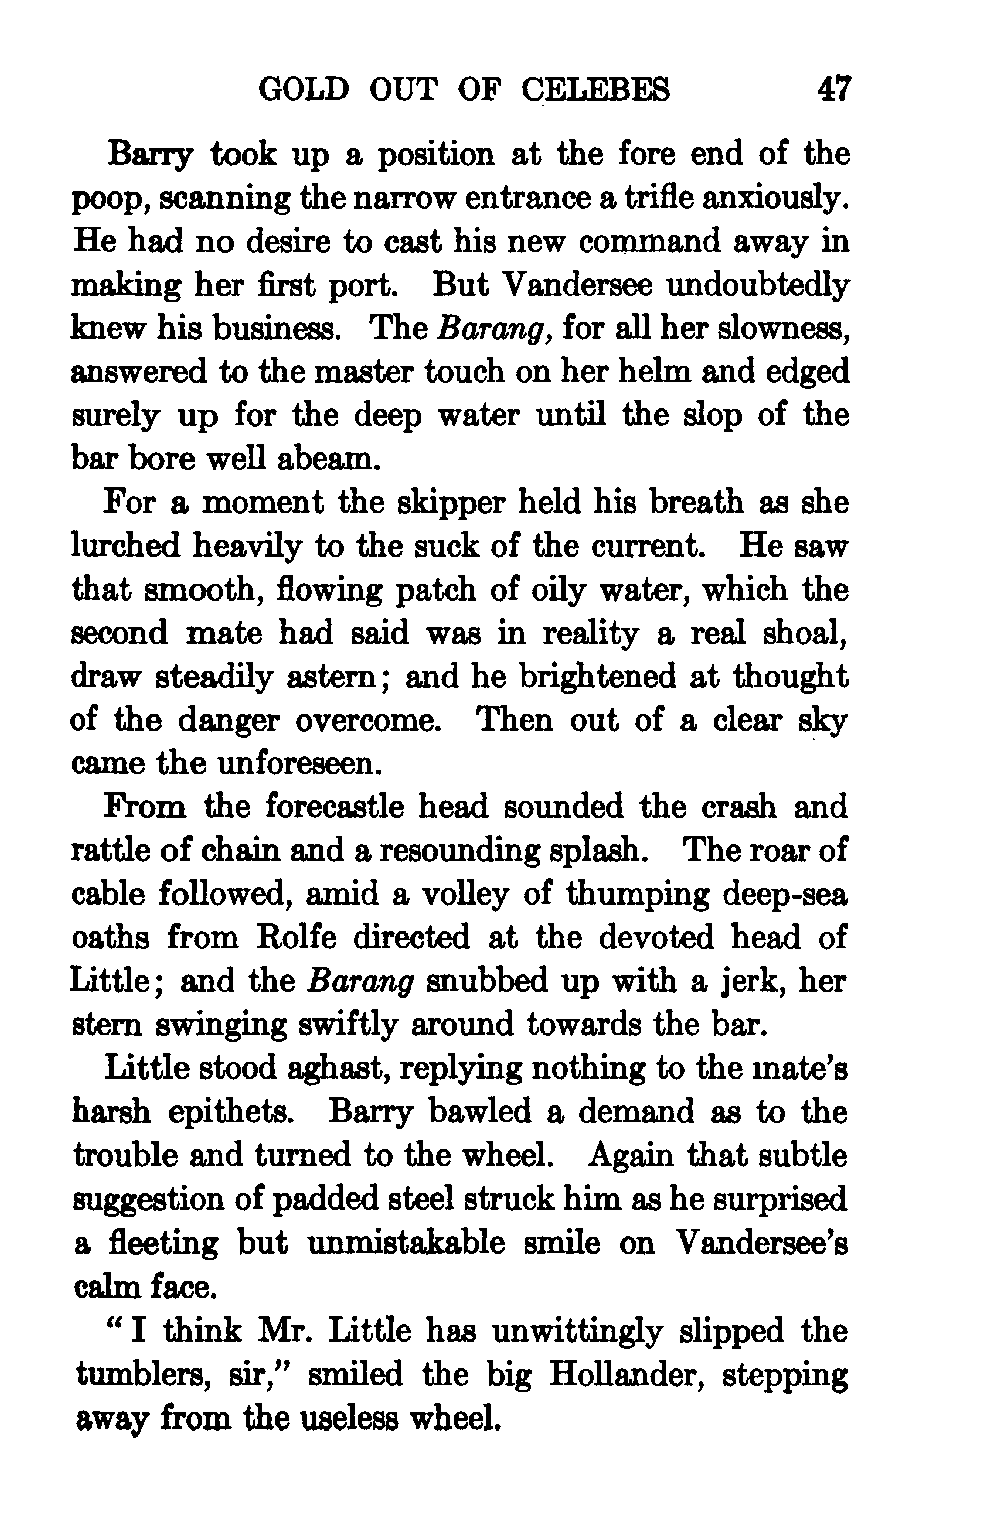 GOLD OUT OF CELEBES 47
Barry took up a position at the fore end of the
poop, scanning the narrow entrance a trifle anxiously.
He had no desire to cast his new command away in
making her first port. But Vandersee undoubtedly
knew his business. The Barang, for all her slowness,
answered to the master touch on her helm and edged
surely up for the deep water until the slop of the
bar bore well abeam.
For a moment the skipper held his breath as she
lurched heavily to the suck of the current. He saw
that smooth, flowing patch of oily water, which the
second mate had said was in reality a real shoal,
draw steadily astern; and he brightened at thought
of the danger overcome. Then out of a clear sky
came the unforeseen.
From the forecastle head sounded the crash and
rattle of chain and a resounding splash. The roar of
cable followed, amid a volley of thumping deep-sea
oaths from Rolfe directed at the devoted head of
Little; and the Barang snubbed up with a jerk, her
stern swinging swiftly around towards the bar.
Little stood aghast, replying nothing to the mate's
harsh epithets. Barry bawled a demand as to the
trouble and turned to the wheel. Again that subtle
suggestion of padded steel struck him as he surprised
a fleeting but unmistakable smile on Vandersee's
calm face.
"I think Mr. Little has unwittingly slipped the
tumblers, sir," smiled the big Hollander, stepping
away from the useless wheel.